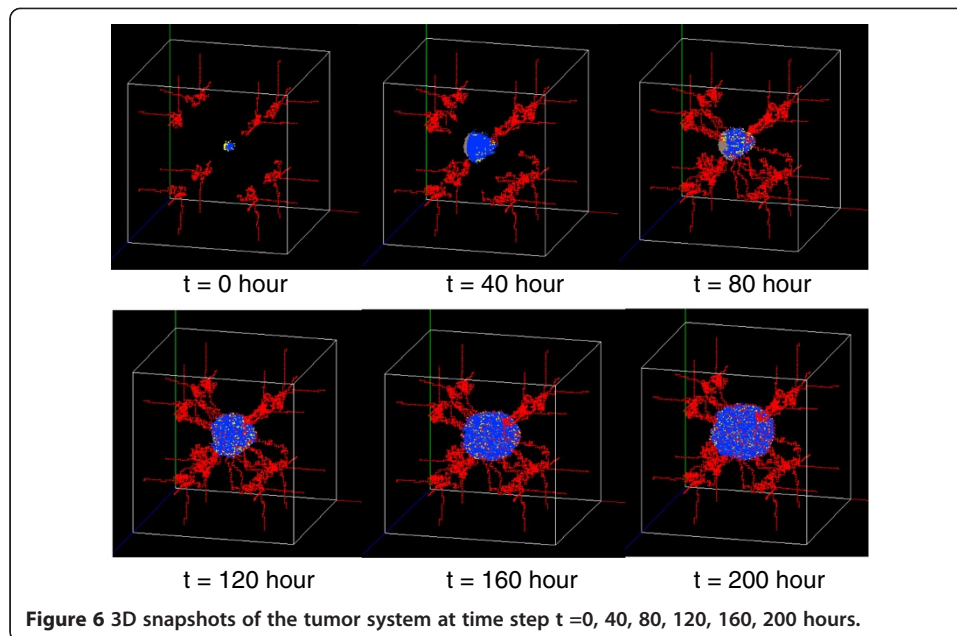 t = 0 hour
t = 40 hour
t = 80 hour
t = 120 hour
t = 160 hour
t = 200 hour
Figure 6 3D snapshots of the tumor system at time step t =0, 40, 80, 120, 160, 200 hours.